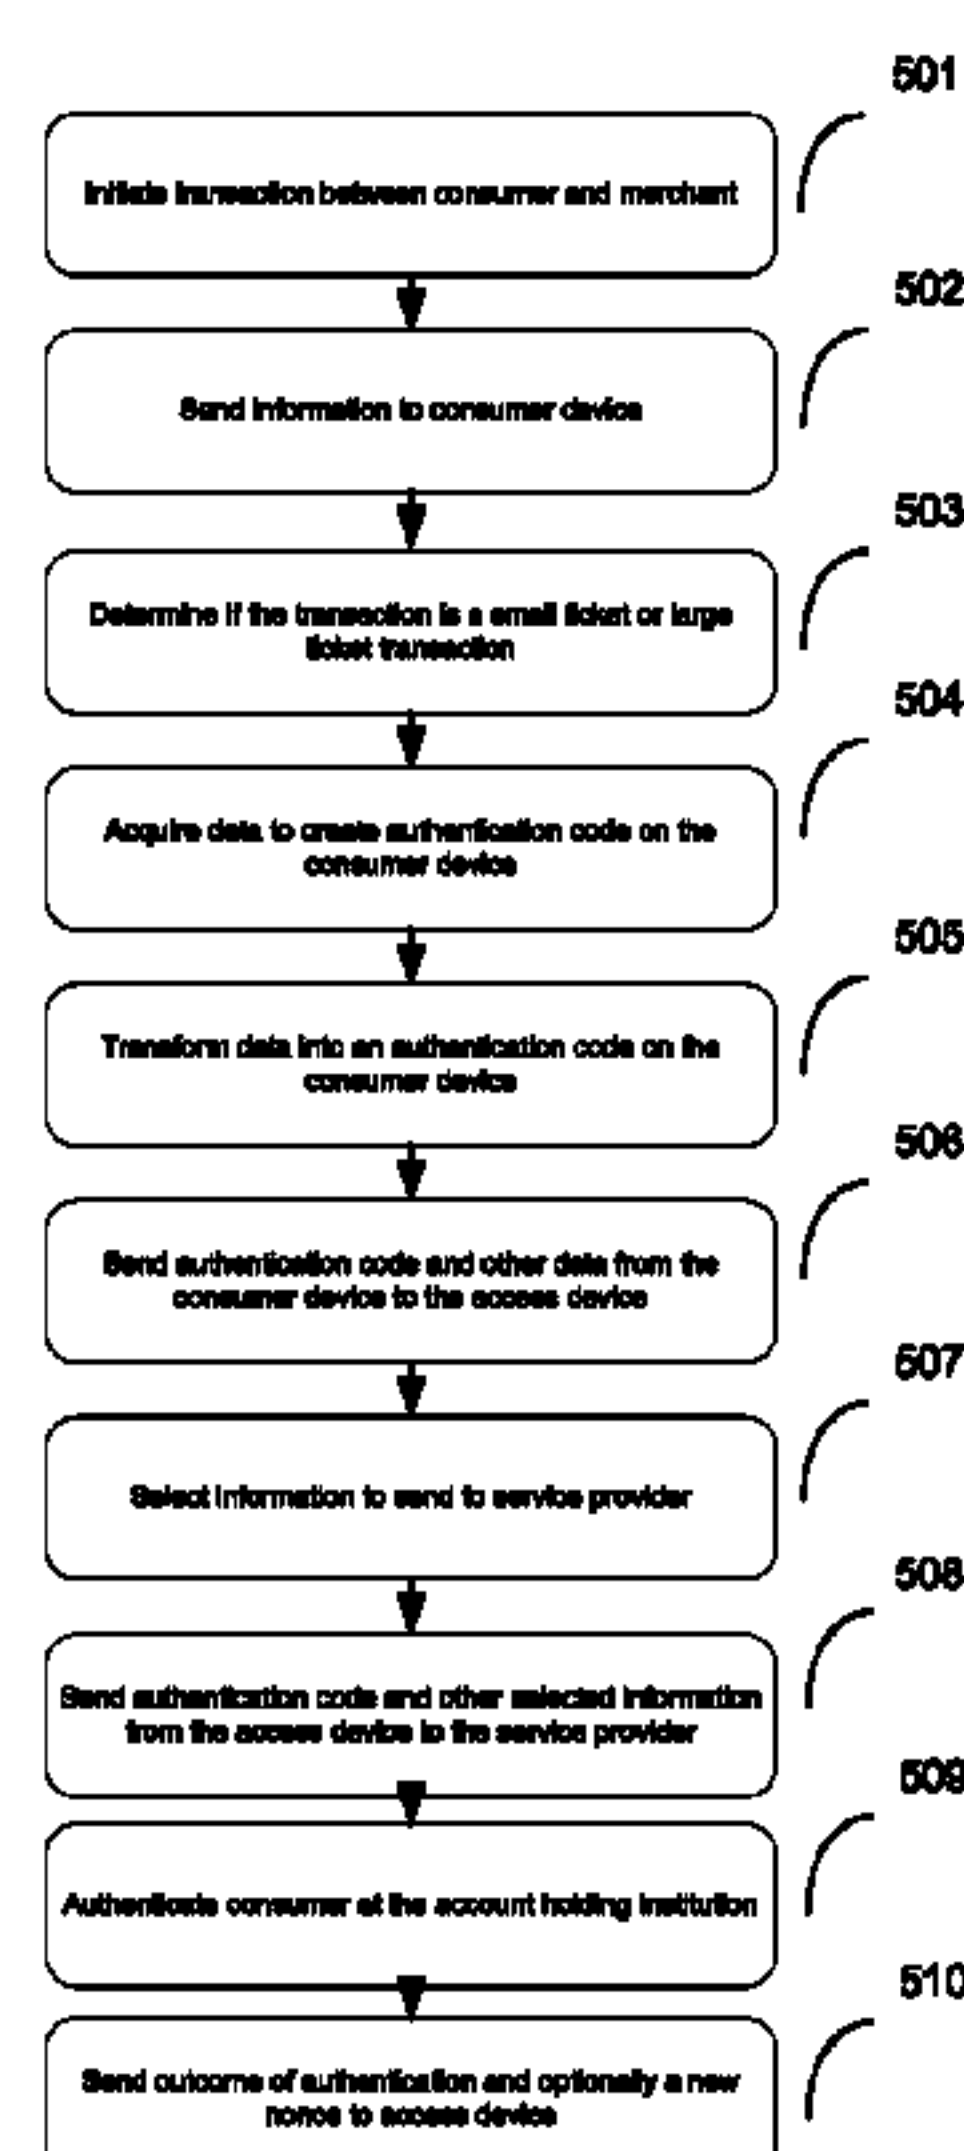 501
Initiate transaction between consumer and merchant
502
Send information to consumer device
503
Determine if the transaction is a small ticket or large
ticket transaction
504
Acquire data to create authentication code on the
consumer device
505
Transform data into an authentication code on the
consumer device
506
Send authentication code and other data from the
consumer device to the access device
507
Select information to send to service provider
508
Send authentication code and other selected information
from the access device to the service provider
509
Authenticate consumer at the account holding institution
510
Send outcome of authentication and optionally a new
nonce to access device